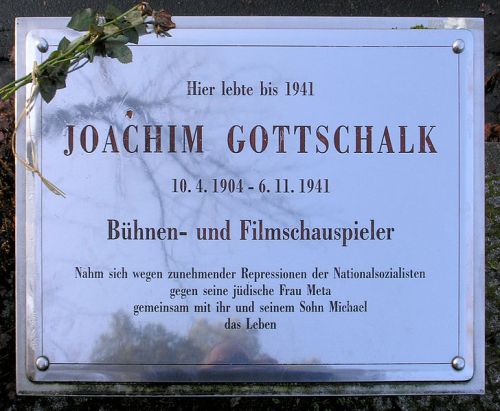 Hier lebte bis 1941
JOACHIM GOTTSCHALK
10. 4. 1904 - 6. 11. 1941
Bühnen- und Filmschauspieler
Nahm sich wegen zunehmender Repressionen der Nationalsozialisten
gegen seine jüdische Frau Meta
gemeinsam mit ihr und seinem Sohn Michael
das Leben